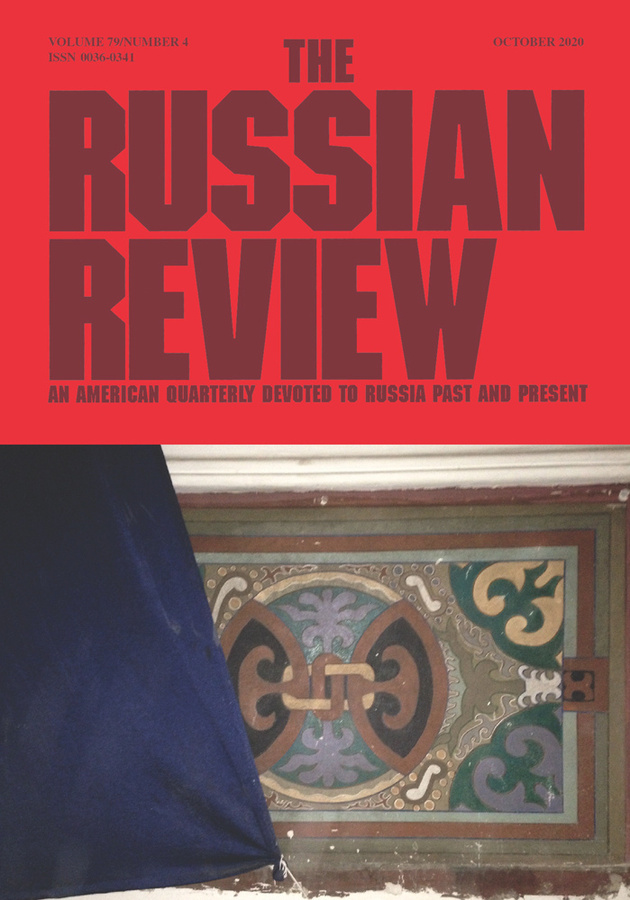 VOLUME 79/NUMBER 4
ISSN 0036-0341
OCTOBER 2020
THE
RUSSIAN
REVIEW
AN AMERICAN QUARTERLY DEVOTED TO RUSSIA PAST AND PRESENT